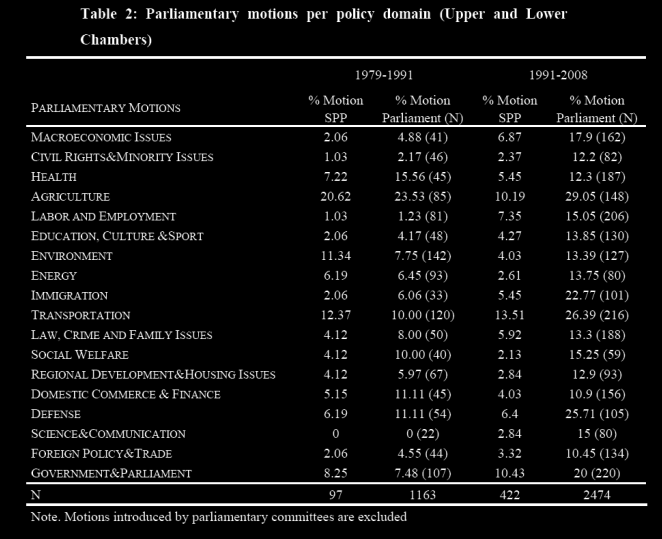 Table 2: Parliamentary motions per policy domain (Upper and Lower
Chambers)
1979-1991 1991-2008
PARLIAMENTARY MOTIONS % Motion SPP % Motion Parliament (N) % Motion SPP % Motion Parliament (N)
MACROECONOMIC ISSUES 2.06 4.88 (41) 6.87 17.9 (162)
CIVIL RIGHTS&MINORITY ISSUES 1.03 2.17 (46) 2.37 12.2 (82)
HEALTH 7.22 15.56 (45) 5.45 12.3 (187)
AGRICULTURE 20.62 23.53 (85) 10.19 29.05 (148)
LABOR AND EMPLOYMENT 1.03 1.23 (81) 7.35 15.05 (206)
EDUCATION, CULTURE &SPORT 2.06 4.17 (48) 4.27 13.85 (130)
ENVIRONMENT 11.34 7.75 (142) 4.03 13.39 (127)
ENERGY 6.19 6.45 (93) 2.61 13.75 (80)
IMMIGRATION 2.06 6.06 (33) 5.45 22.77 (101)
TRANSPORTATION 12.37 10.00 (120) 13.51 26.39 (216)
LAW, CRIME AND FAMILY ISSUES 4.12 8.00 (50) 5.92 13.3 (188)
SOCIAL WELFARE 4.12 10.00 (40) 2.13 15.25 (59)
REGIONAL DEVELOPMENT&HOUSING ISSUES 4.12 5.97 (67) 2.84 12.9 (93)
DOMESTIC COMMERCE & FINANCE 5.15 11.11 (45) 4.03 10.9 (156)
DEFENSE 6.19 11.11 (54) 6.4 25.71 (105)
SCIENCE&COMMUNICATION 0 0 (22) 2.84 15 (80)
FOREIGN POLICY&TRADE 2.06 4.55 (44) 3.32 10.45 (134)
GOVERNMENT&PARLIAMENT 8.25 7.48 (107) 10.43 20 (220)
N 97 1163 422 2474
Note. Motions introduced by parliamentary committees are excluded